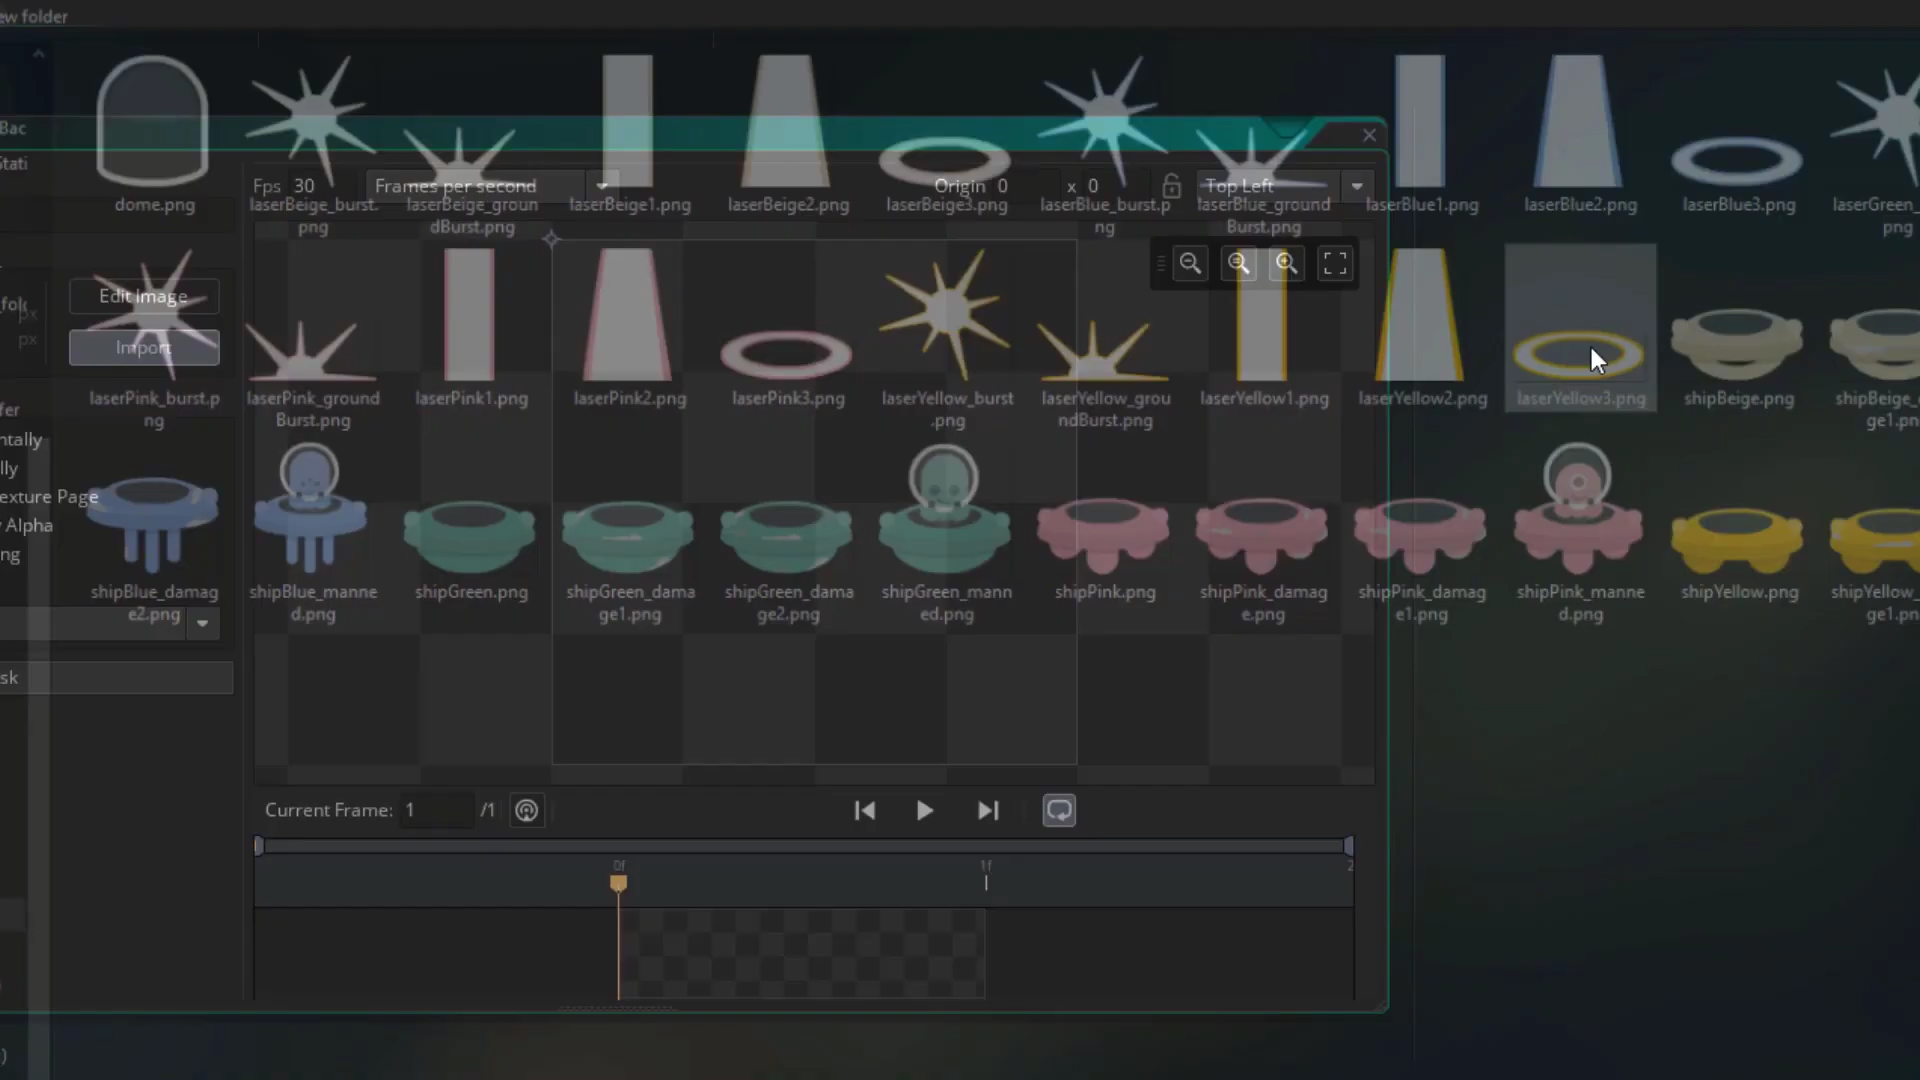 ew folder
Bac
Stati
Fps 30
Frames per second
Origin 0
x 0
Top Left
dome.png
laserBeige_burst.
png
laserBeige_groun
dBurst.png
laserBeige1.png
laserBeige2.png
laserBeige3.png
laserBlue_burst.p
ng
laserBlue_ground
Burst.png
laserBlue1.png
laserBlue2.png
laserBlue3.png
laserGreen_
png
Edit Image
Import
px
px
laserPink_burst.p
ng
laserPink_ground
Burst.png
laserPink1.png
laserPink2.png
laserPink3.png
laserYellow_burst
.png
laserYellow_grou
ndBurst.png
laserYellow1.png
laserYellow2.png
laserYellow3.png
shipBeige.png
shipBeige_
ge1.pn
fer
ntally
lly
exture Page
y Alpha
ng
shipBlue_damag
e2.png
shipBlue_manne
d.png
shipGreen.png
shipGreen_dama
ge1.png
shipGreen_dama
ge2.png
shipGreen_mann
ed.png
shipPink.png
shipPink_damag
e.png
shipPink_damag
e1.png
shipPink_manne
d.png
shipYellow.png
shipYellow_
ge1.pn
sk
Current Frame: 1 /1
0f
1f
2
)